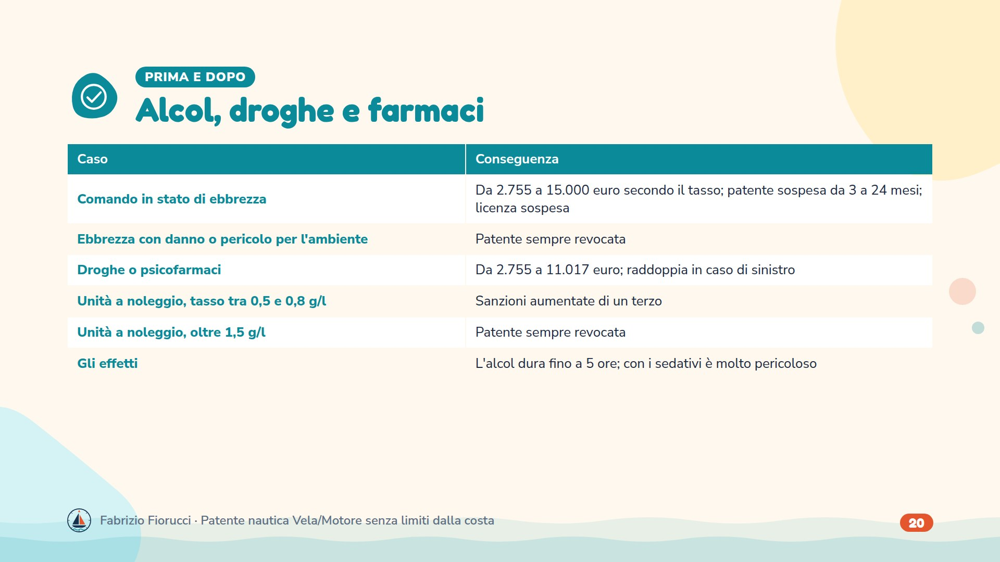 PRIMA E DOPO
Alcol, droghe e farmaci
Caso
Conseguenza
Comando in stato di ebbrezza
Da 2.755 a 15.000 euro secondo il tasso; patente sospesa da 3 a 24 mesi;
licenza sospesa
Ebbrezza con danno o pericolo per l'ambiente
Patente sempre revocata
Droghe o psicofarmaci
Da 2.755 a 11.017 euro; raddoppia in caso di sinistro
Unità a noleggio, tasso tra 0,5 e 0,8 g/l
Sanzioni aumentate di un terzo
Unità a noleggio, oltre 1,5 g/l
Patente sempre revocata
Gli effetti
L'alcol dura fino a 5 ore; con i sedativi è molto pericoloso
Fabrizio Fiorucci · Patente nautica Vela/Motore senza limiti dalla costa
20